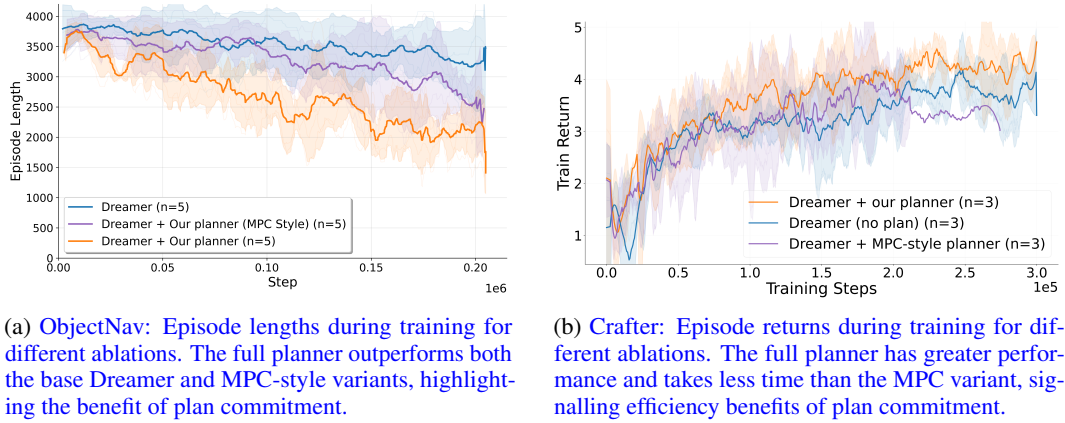 4000
3500
3000
2500
2000
1500
1000
500
0
Episode Length
Dreamer (n=5)
Dreamer + Our planner (MPC Style) (n=5)
Dreamer + Our planner (n=5)
0.00 0.05 0.10 0.15 0.20
Step
1e6
5
4
3
2
1
Train Return
Dreamer + our planner (n=3)
Dreamer (no plan) (n=3)
Dreamer + MPC-style planner (n=3)
0.0 0.5 1.0 1.5 2.0 2.5 3.0
Training Steps
1e5
(a) ObjectNav: Episode lengths during training for
different ablations. The full planner outperforms both
the base Dreamer and MPC-style variants, highlight-
ing the benefit of plan commitment.
(b) Crafter: Episode returns during training for dif-
ferent ablations. The full planner has greater perfor-
mance and takes less time than the MPC variant, sig-
nalling efficiency benefits of plan commitment.